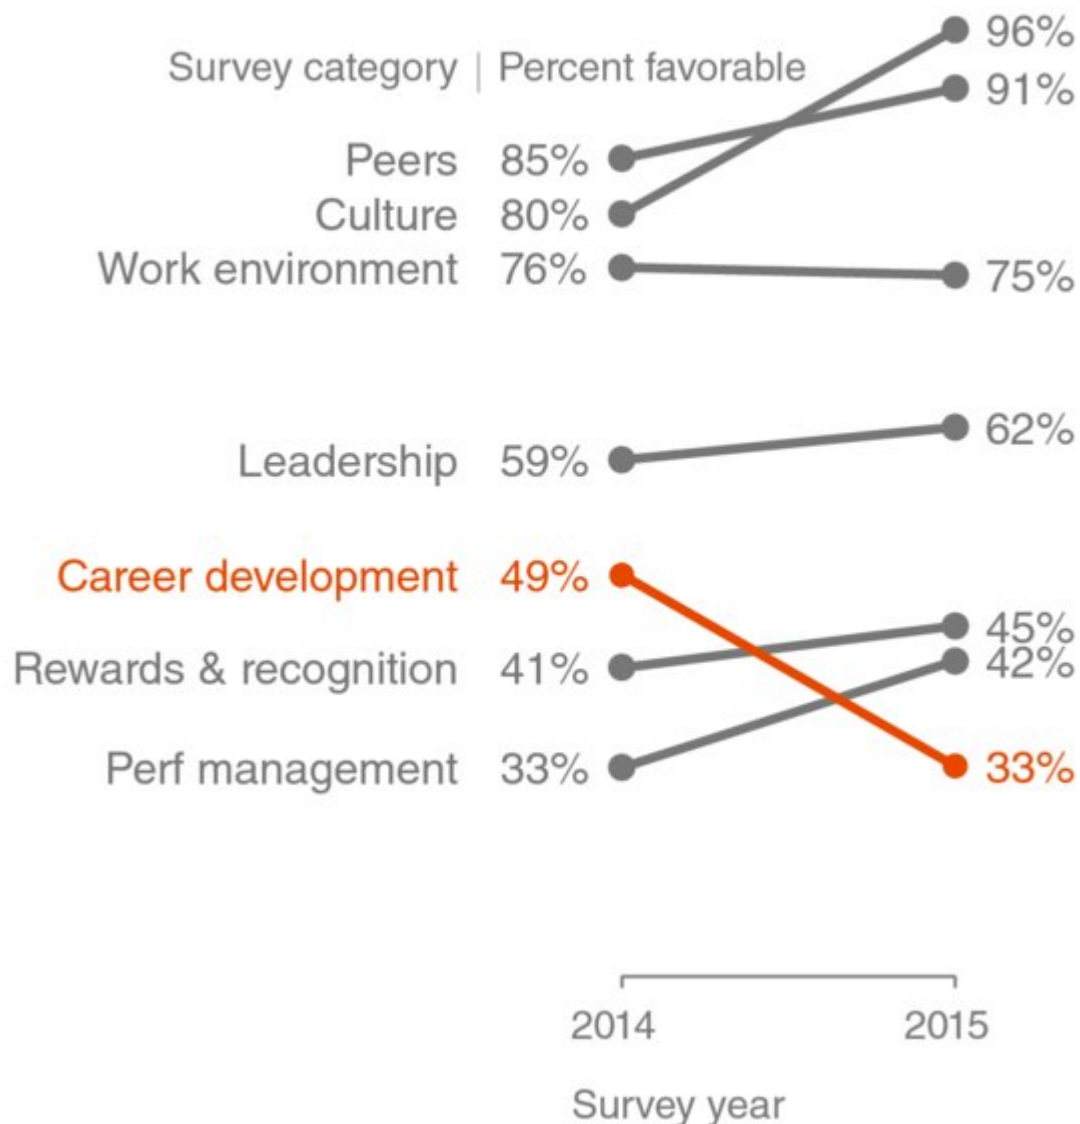 96%
Survey category | Percent favorable
91%
Peers 85%
Culture 80%
Work environment 76%
75%
Leadership 59%
62%
Career development 49%
45%
Rewards & recognition 41%
42%
Perf management 33%
33%
2014 2015
Survey year